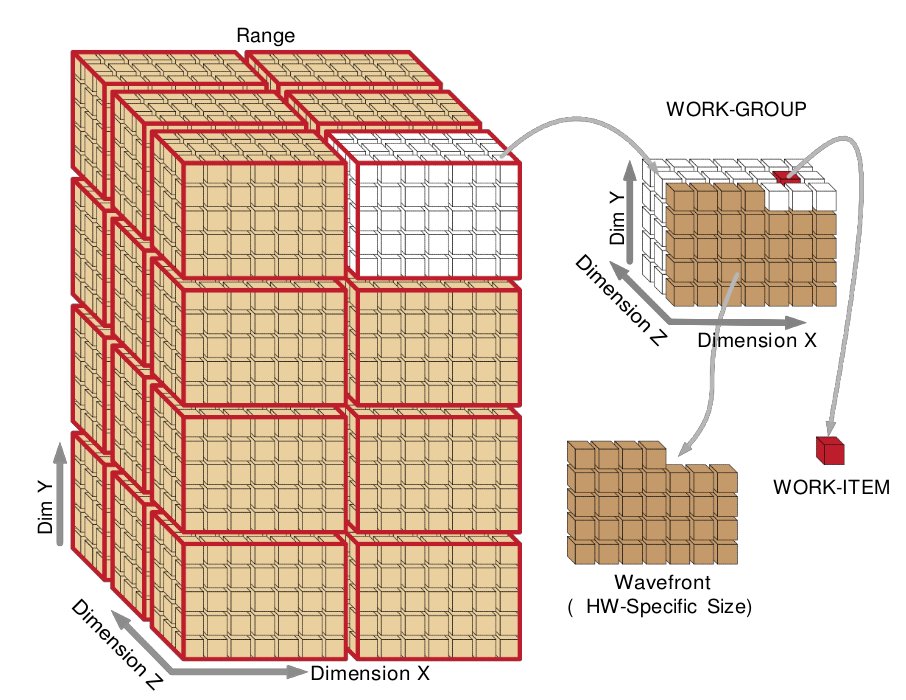 Range
WORK-GROUP
Dim Y
Dimension Z
Dimension X
WORK-ITEM
Dim Y
Wavefront
( HW-Specific Size)
Dimension Z
Dimension X